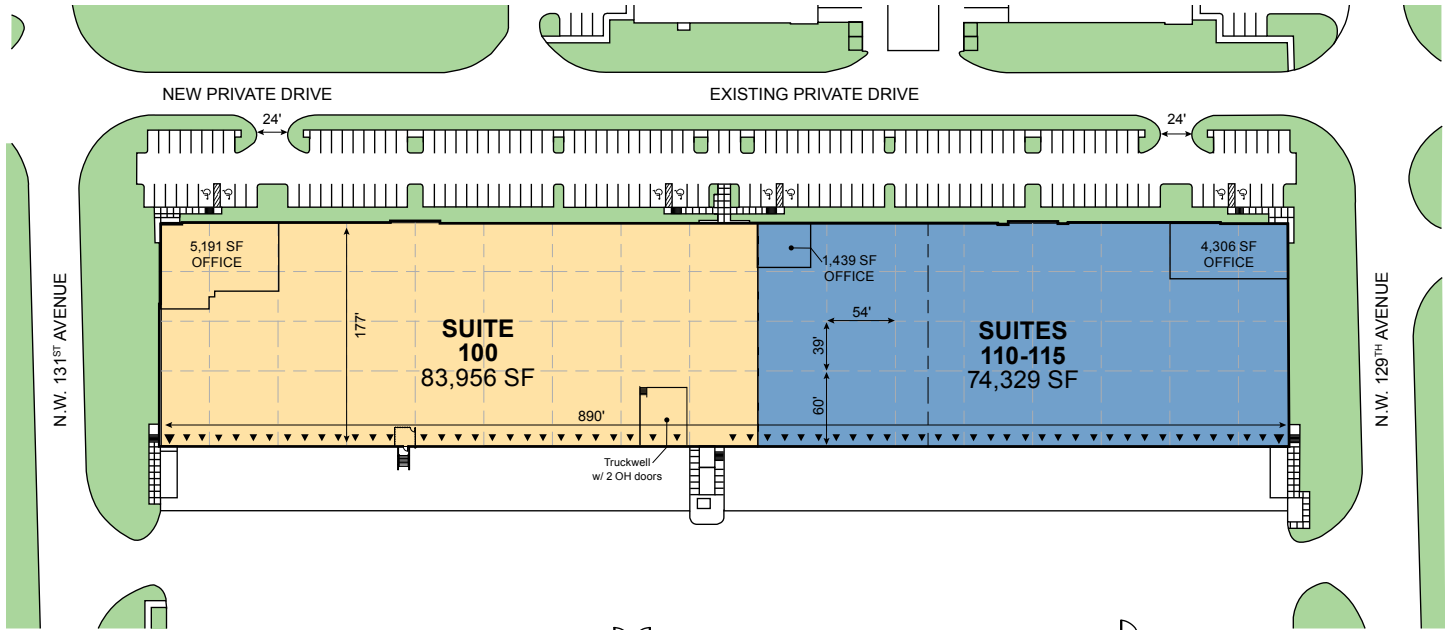 NEW PRIVATE DRIVE
EXISTING PRIVATE DRIVE
24'
24'
5,191 SF
OFFICE
1,439 SF
OFFICE
4,306 SF
OFFICE
N.W. 131ST AVENUE
177'
SUITE
100
83,956 SF
54'
39'
60'
SUITES
110-115
74,329 SF
N.W. 129TH AVENUE
890'
Truckwell
w/ 2 OH doors